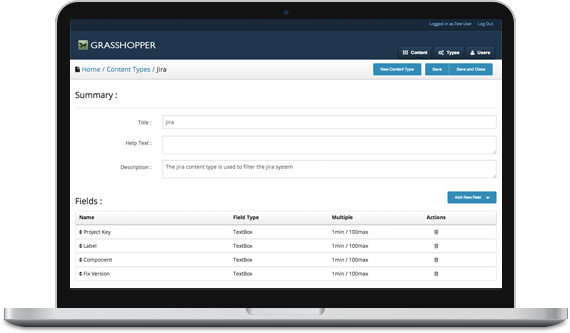 Logged in as Test User Log Out
GRASSHOPPER
Content Types Users
Home / Content Types / Jira
New Content Type Save Save and Close
Summary :
Title : Jira
Help Text :
Description : The jira content type is used to filter the jira system
Fields : Add New Field
Name Field Type Multiple Actions
Project Key TextBox 1min / 100max
Label TextBox 1min / 100max
Component TextBox 1min / 100max
Fix Version TextBox 1min / 100max